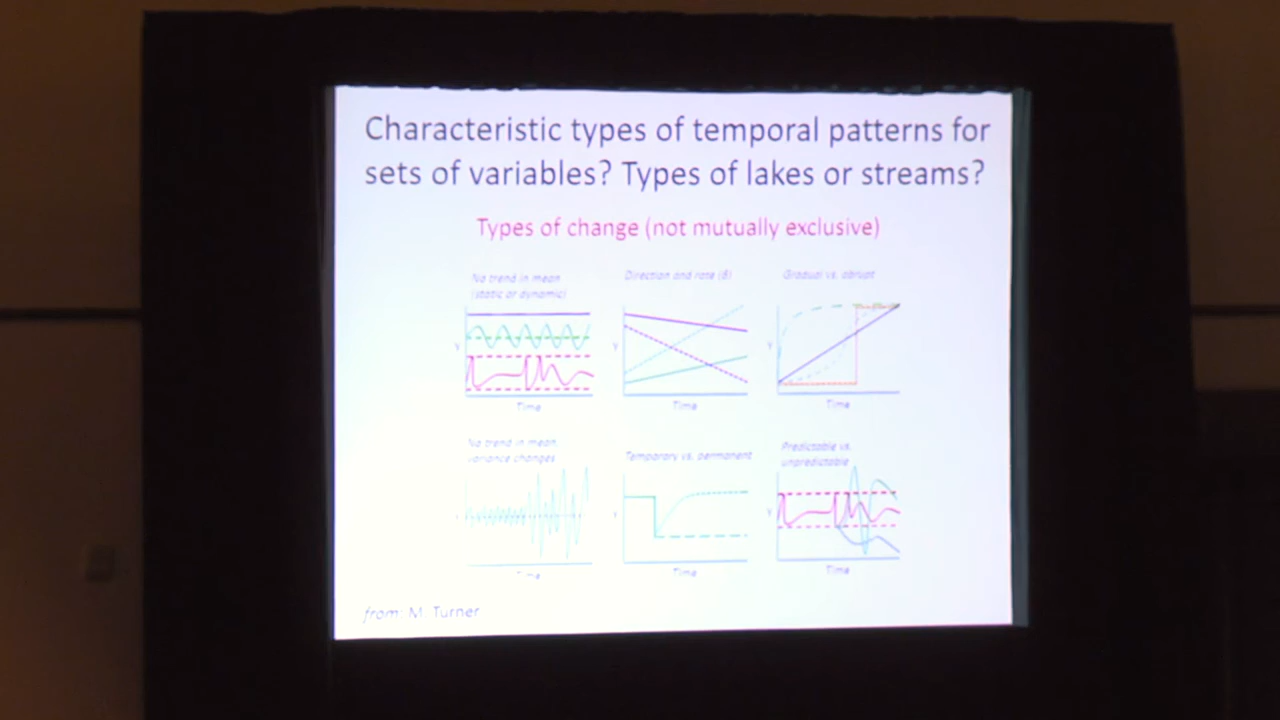 Characteristic types of temporal patterns for
sets of variables? Types of lakes or streams?
Types of change (not mutually exclusive)
No trend in mean
(static or dynamic)
Direction and rate (β)
Gradual vs. abrupt
Y
Y
Y
Time
Time
Time
No trend in mean,
variance changes
Temporary vs. permanent
Predictable vs.
unpredictable
Y
Y
Time
Time
Time
from: M. Turner